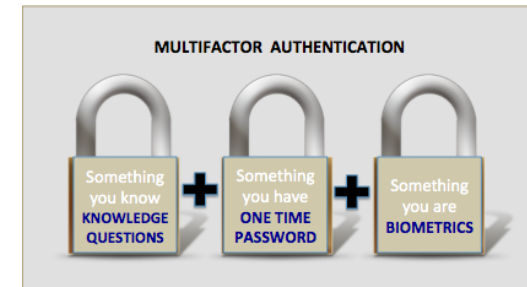 MULTIFACTOR AUTHENTICATION
Something
you know
KNOWLEDGE
QUESTIONS
Something
you have
ONE TIME
PASSWORD
Something
you are
BIOMETRICS